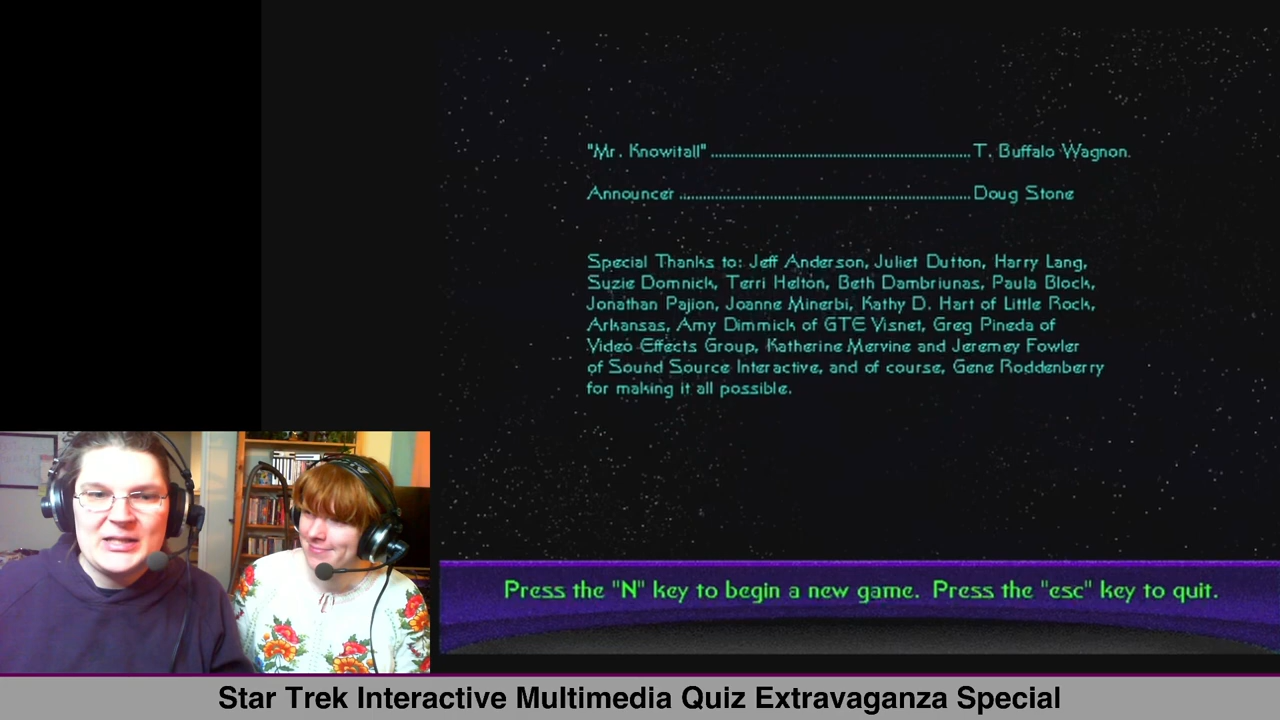 "Mr. Knowitall" ........................................................ T. Buffalo Wagnon.
Announcer ............................................................... Doug Stone
Special Thanks to: Jeff Anderson, Juliet Dutton, Harry Lang,
Suzie Domnick, Terri Helton, Beth Dambriunas, Paula Block,
Jonathan Pajion, Joanne Minerbi, Kathy D. Hart of Little Rock,
Arkansas, Amy Dimmick of GTE Visnet, Greg Pineda of
Video Effects Group, Katherine Mervine and Jeremey Fowler
of Sound Source Interactive, and of course, Gene Roddenberry
for making it all possible.
Press the "N" key to begin a new game. Press the "esc" key to quit.
Star Trek Interactive Multimedia Quiz Extravaganza Special